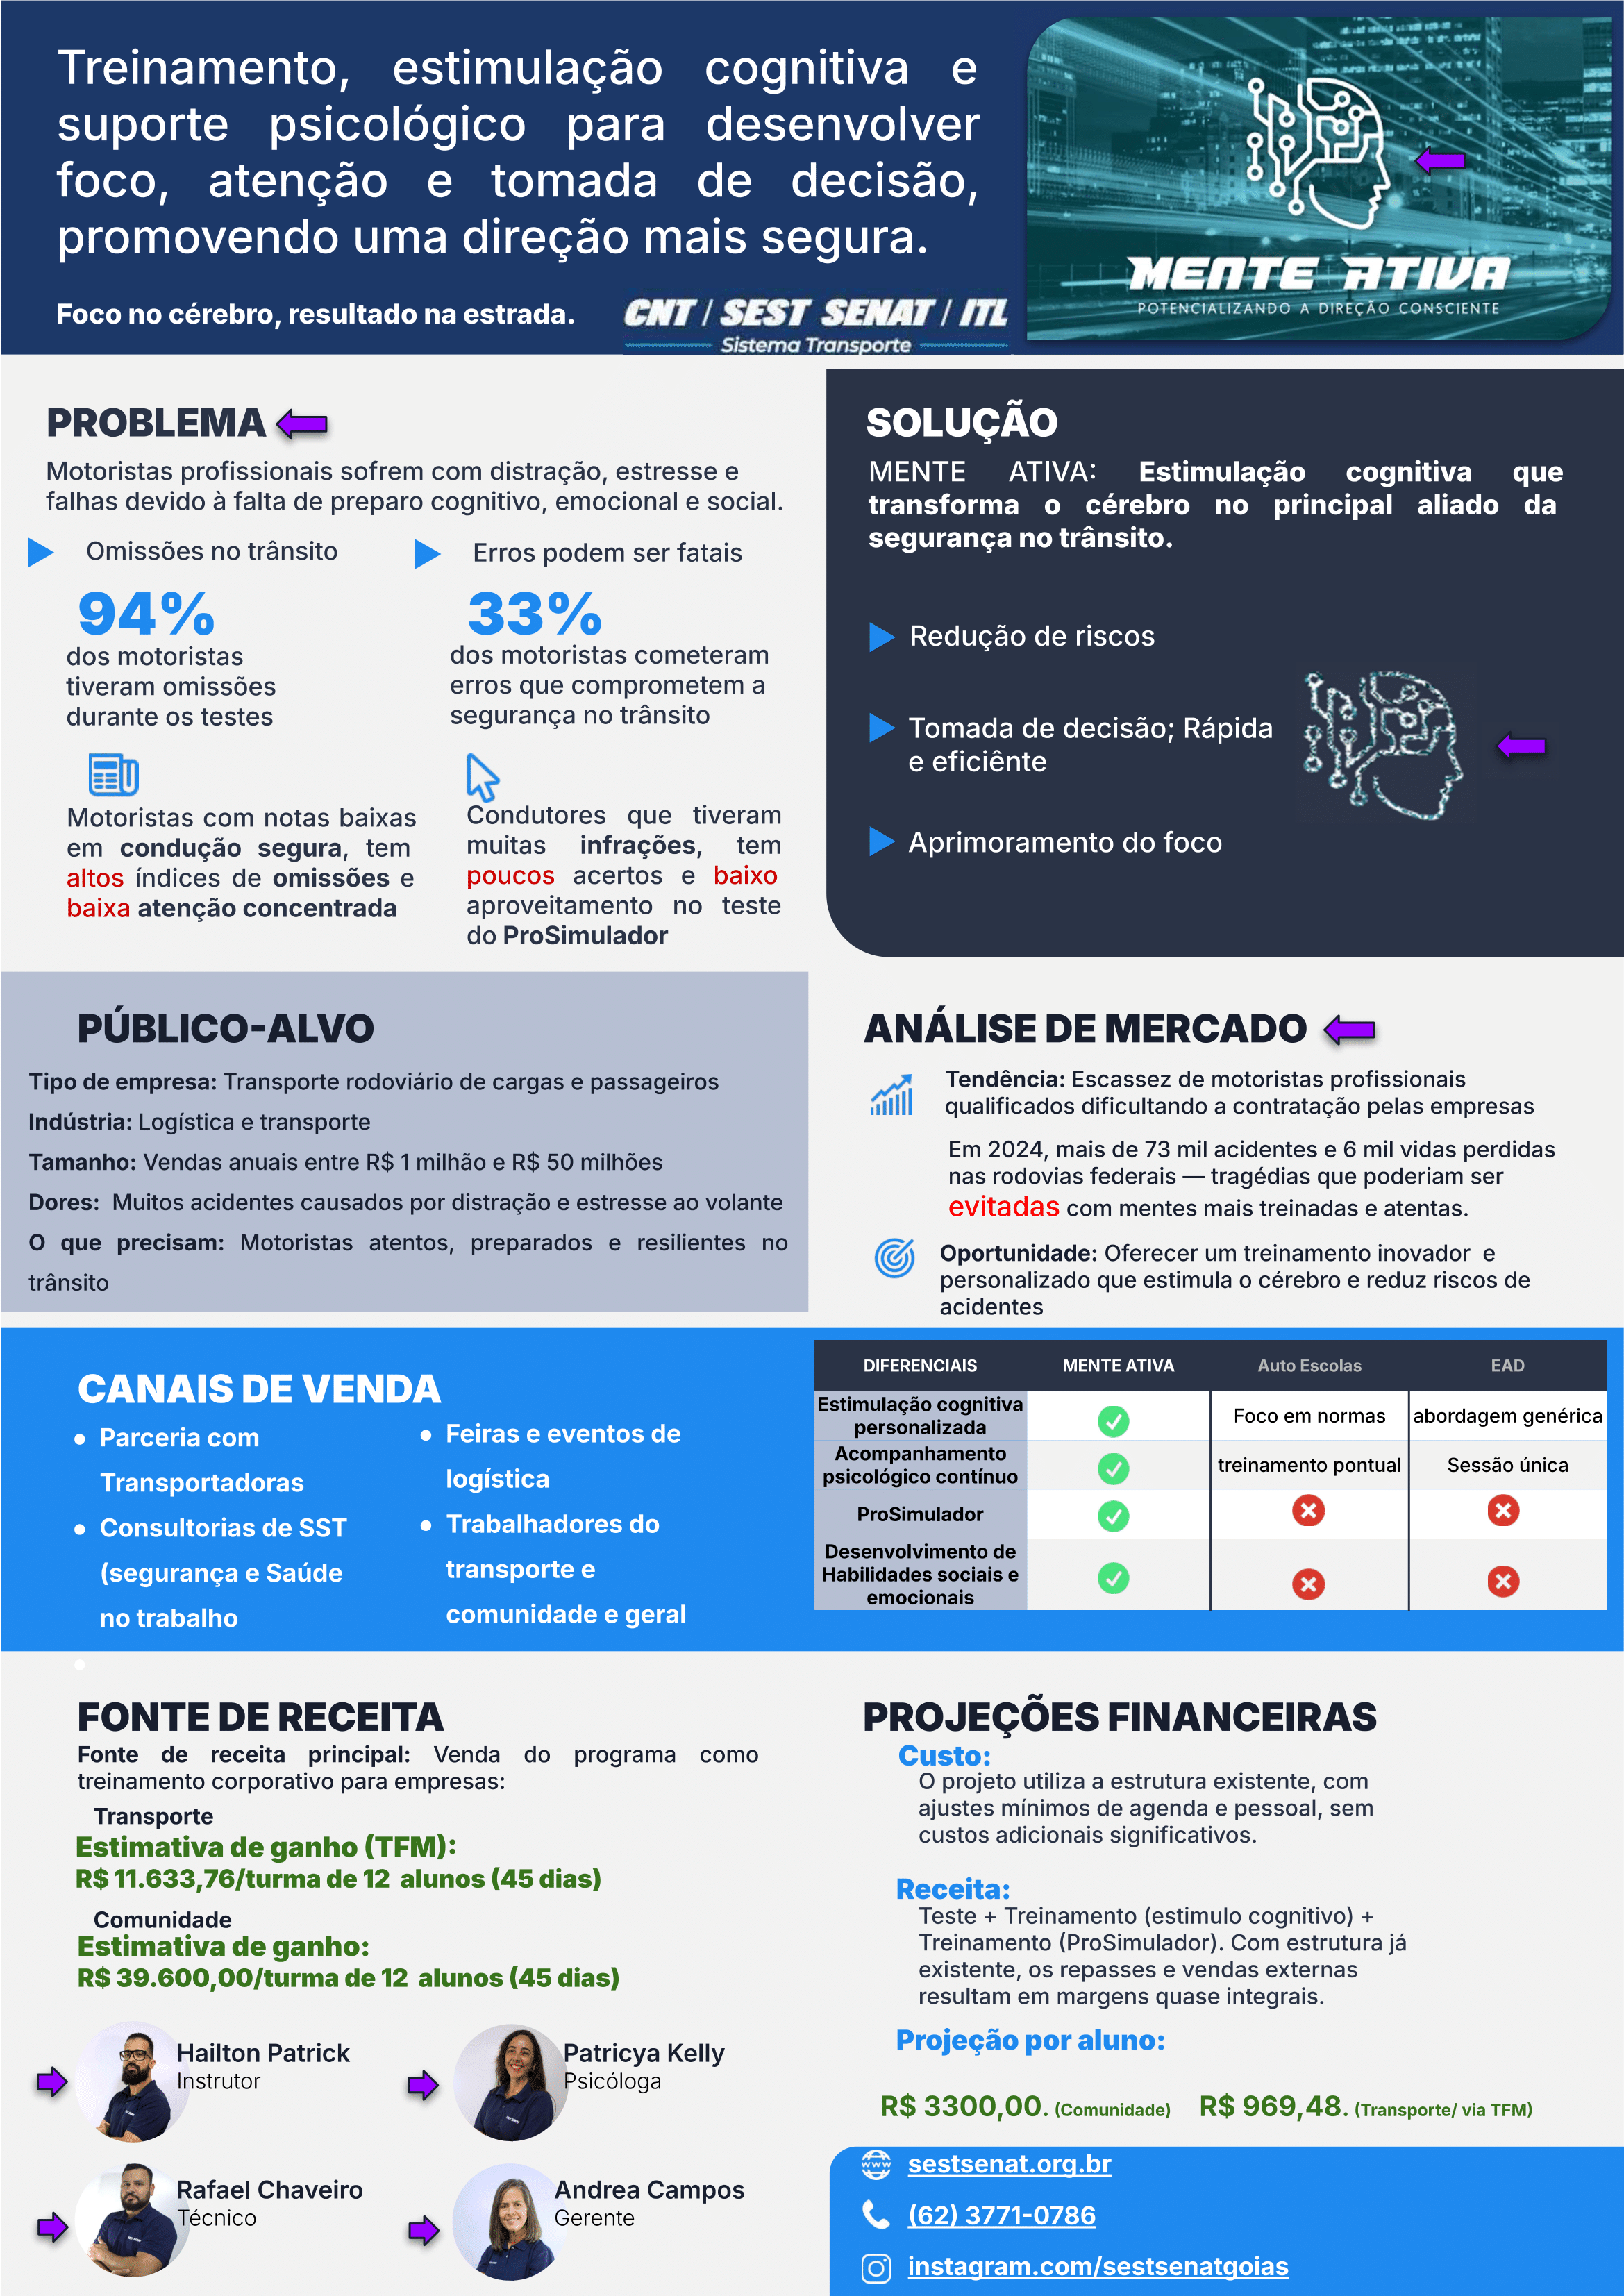 Treinamento, estimulação cognitiva e
suporte psicológico para desenvolver
foco, atenção e tomada de decisão,
promovendo uma direção mais segura.
Foco no cérebro, resultado na estrada.
CNT / SEST SENAT / ITL
Sistema Transporte
MENTE ATIVA
POTENCIALIZANDO A DIREÇÃO CONSCIENTE
PROBLEMA
Motoristas profissionais sofrem com distração, estresse e
falhas devido à falta de preparo cognitivo, emocional e social.
Omissões no trânsito
94%
dos motoristas
tiveram omissões
durante os testes
Motoristas com notas baixas
em condução segura, tem
altos índices de omissões e
baixa atenção concentrada
Erros podem ser fatais
33%
dos motoristas cometeram
erros que comprometem a
segurança no trânsito
Condutores que tiveram
muitas infrações, tem
poucos acertos e baixo
aproveitamento no teste
do ProSimulador
SOLUÇÃO
MENTE ATIVA: Estimulação cognitiva que
transforma o cérebro no principal aliado da
segurança no trânsito.
Redução de riscos
Tomada de decisão; Rápida
e eficiênte
Aprimoramento do foco
PÚBLICO-ALVO
Tipo de empresa: Transporte rodoviário de cargas e passageiros
Indústria: Logística e transporte
Tamanho: Vendas anuais entre R$ 1 milhão e R$ 50 milhões
Dores: Muitos acidentes causados por distração e estresse ao volante
O que precisam: Motoristas atentos, preparados e resilientes no
trânsito
ANÁLISE DE MERCADO
Tendência: Escassez de motoristas profissionais
qualificados dificultando a contratação pelas empresas
Em 2024, mais de 73 mil acidentes e 6 mil vidas perdidas
nas rodovias federais — tragédias que poderiam ser
evitadas com mentes mais treinadas e atentas.
Oportunidade: Oferecer um treinamento inovador e
personalizado que estimula o cérebro e reduz riscos de
acidentes
CANAIS DE VENDA
• Parceria com
Transportadoras
• Consultorias de SST
(segurança e Saúde
no trabalho
•
• Feiras e eventos de
logística
• Trabalhadores do
transporte e
comunidade e geral
DIFERENCIAIS MENTE ATIVA Auto Escolas EAD
Estimulação cognitiva
personalizada
Foco em normas abordagem genérica
Acompanhamento
psicológico contínuo
treinamento pontual Sessão única
ProSimulador
Desenvolvimento de
Habilidades sociais e
emocionais
FONTE DE RECEITA
Fonte de receita principal: Venda do programa como
treinamento corporativo para empresas:
Transporte
Estimativa de ganho (TFM):
R$ 11.633,76/turma de 12 alunos (45 dias)
Comunidade
Estimativa de ganho:
R$ 39.600,00/turma de 12 alunos (45 dias)
Hailton Patrick
Instrutor
Patricya Kelly
Psicóloga
Rafael Chaveiro
Técnico
Andrea Campos
Gerente
PROJEÇÕES FINANCEIRAS
Custo:
O projeto utiliza a estrutura existente, com
ajustes mínimos de agenda e pessoal, sem
custos adicionais significativos.
Receita:
Teste + Treinamento (estimulo cognitivo) +
Treinamento (ProSimulador). Com estrutura já
existente, os repasses e vendas externas
resultam em margens quase integrais.
Projeção por aluno:
R$ 3300,00. (Comunidade) R$ 969,48. (Transporte/ via TFM)
www
sestsenat.org.br
(62) 3771-0786
instagram.com/sestsenatgoias